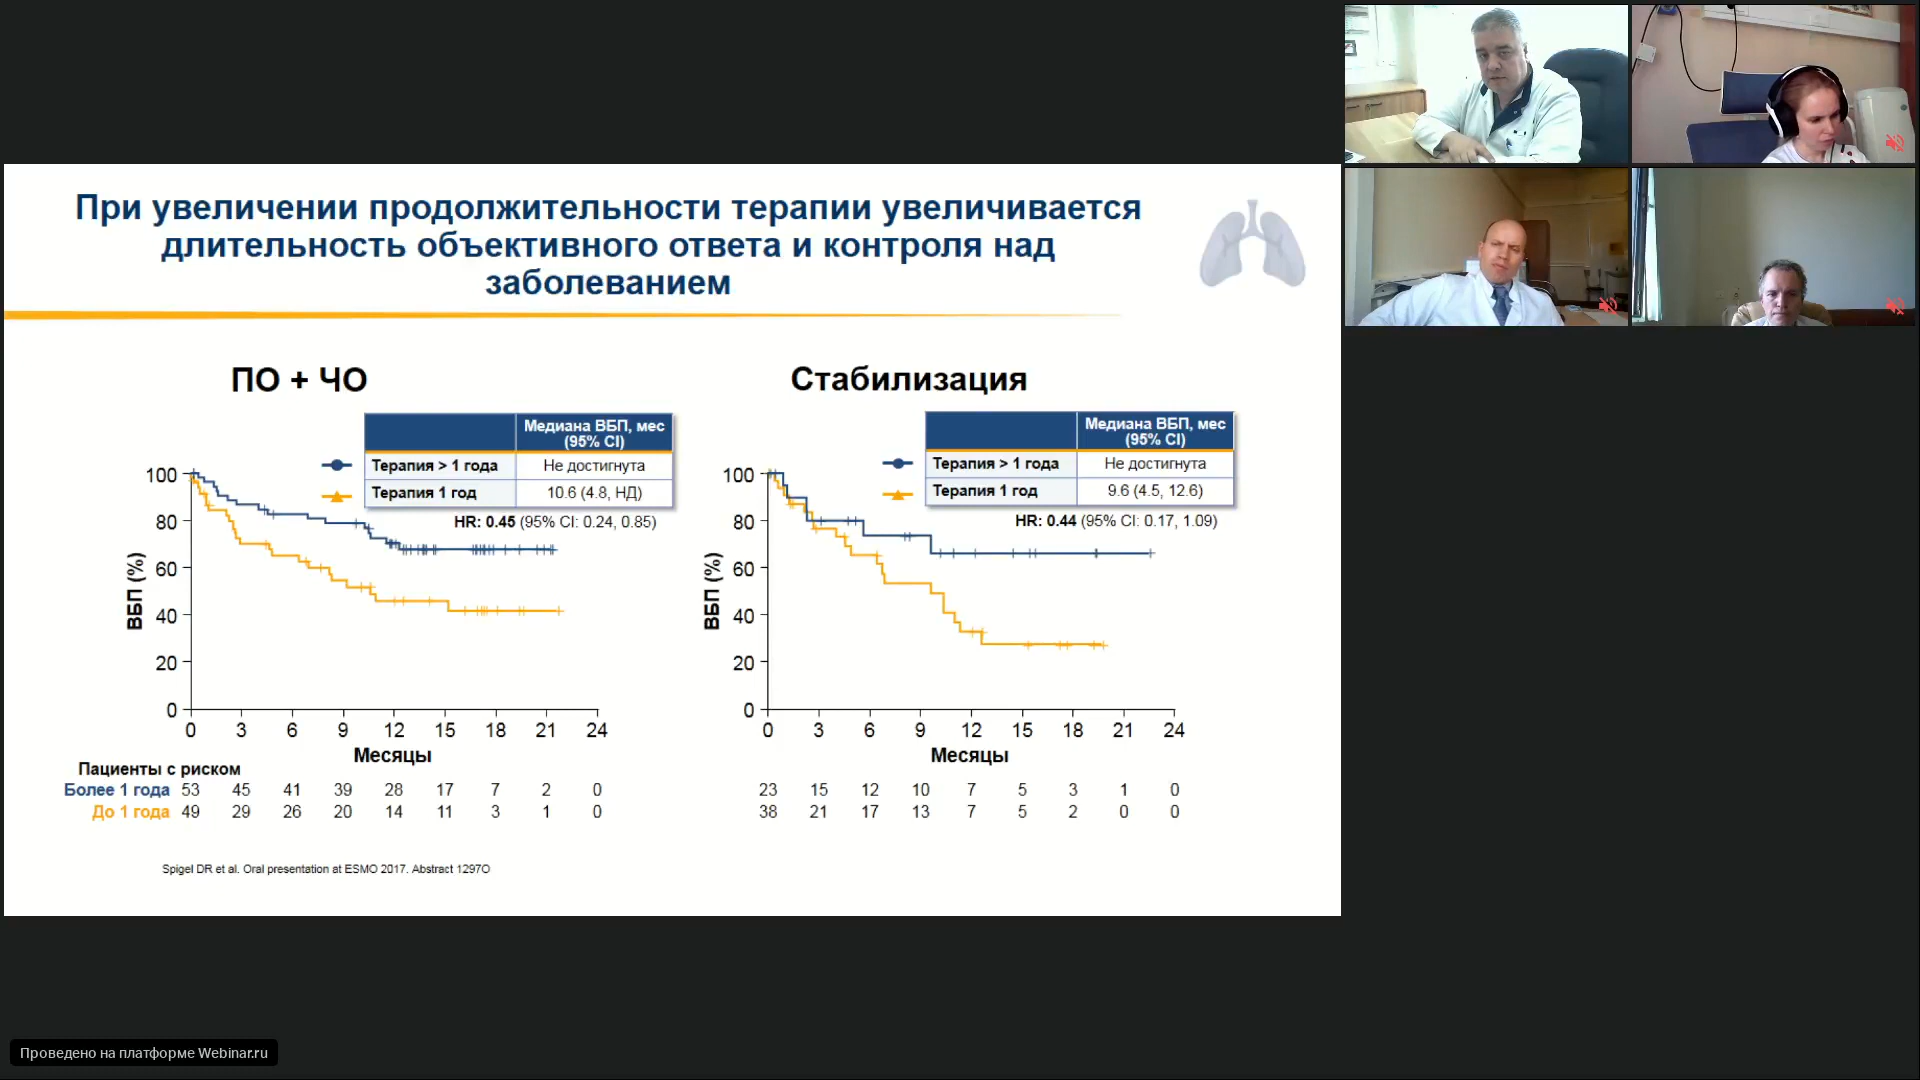 При увеличении продолжительности терапии увеличивается
длительность объективного ответа и контроля над
заболеванием
ПО + ЧО
Медиана ВБП, мес
(95% CI)
Терапия > 1 года Не достигнута
Терапия 1 год 10.6 (4.8, НД)
HR: 0.45 (95% CI: 0.24, 0.85)
100
80
60
40
20
0
ВБП (%)
0 3 6 9 12 15 18 21 24
Месяцы
Пациенты с риском
Более 1 года 53 45 41 39 28 17 7 2 0
До 1 года 49 29 26 20 14 11 3 1 0
Стабилизация
Медиана ВБП, мес
(95% CI)
Терапия > 1 года Не достигнута
Терапия 1 год 9.6 (4.5, 12.6)
HR: 0.44 (95% CI: 0.17, 1.09)
100
80
60
40
20
0
ВБП (%)
0 3 6 9 12 15 18 21 24
Месяцы
23 15 12 10 7 5 3 1 0
38 21 17 13 7 5 2 0 0
Spigel DR et al. Oral presentation at ESMO 2017. Abstract 1297O
Проведено на платформе Webinar.ru